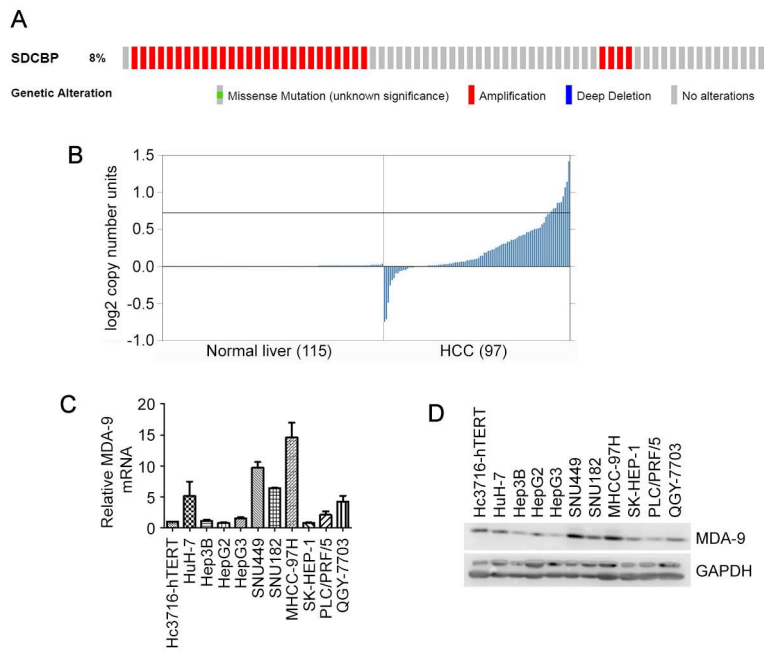 A
SDCBP 8%
Genetic Alteration
Missense Mutation (unknown significance) Amplification Deep Deletion No alterations
B
log2 copy number units
1.5
1.0
0.5
0.0
-0.5
-1.0
Normal liver (115) HCC (97)
C
Relative MDA-9
mRNA
20
15
10
5
0
Hc3716-hTERT
HuH-7
Hep3B
HepG2
HepG3
SNU449
SNU182
MHCC-97H
SK-HEP-1
PLC/PRF/5
QGY-7703
D
Hc3716-hTERT
HuH-7
Hep3B
HepG2
HepG3
SNU449
SNU182
MHCC-97H
SK-HEP-1
PLC/PRF/5
QGY-7703
MDA-9
GAPDH